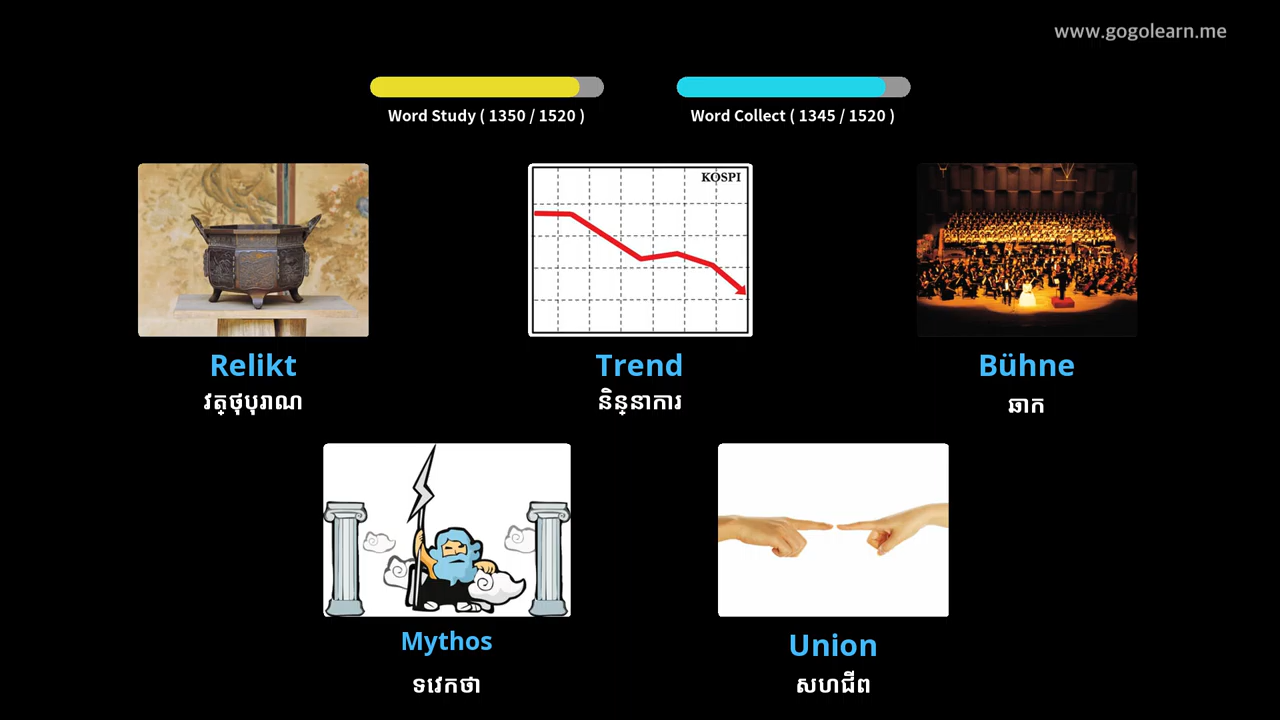 www.gogolearn.me
Word Study ( 1350 / 1520 )
Word Collect ( 1345 / 1520 )
KOSPI
Relikt
Trend
Bühne
វត្ថុបុរាណ
និន្នាការ
ឆាក
Mythos
Union
ទវេកថា
សហជីព